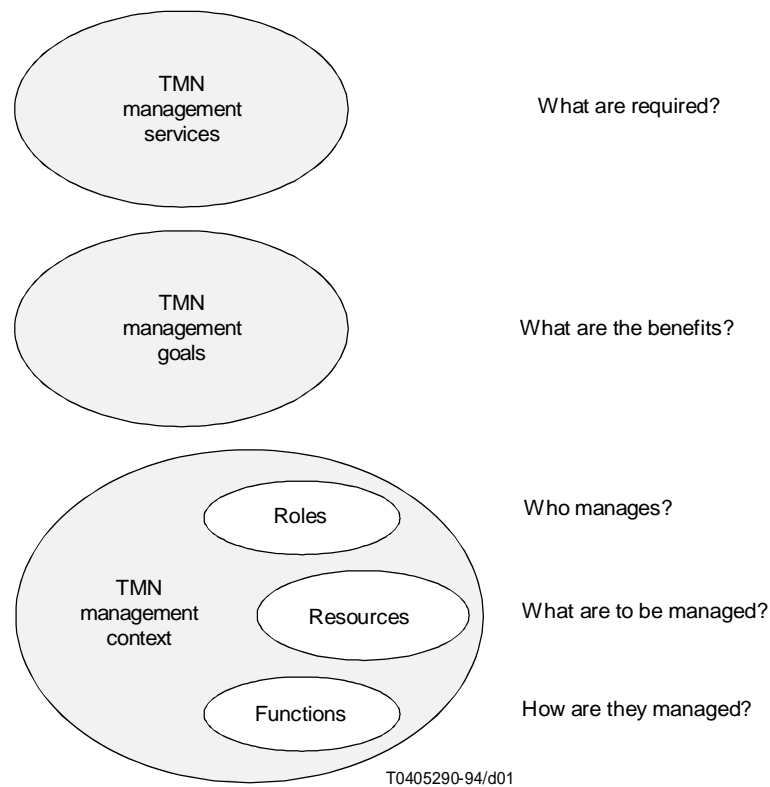 TMN
management
services
What are required?
TMN
management
goals
What are the benefits?
Roles
Who manages?
TMN
management
context
Resources
What are to be managed?
Functions
How are they managed?
T0405290-94/d01